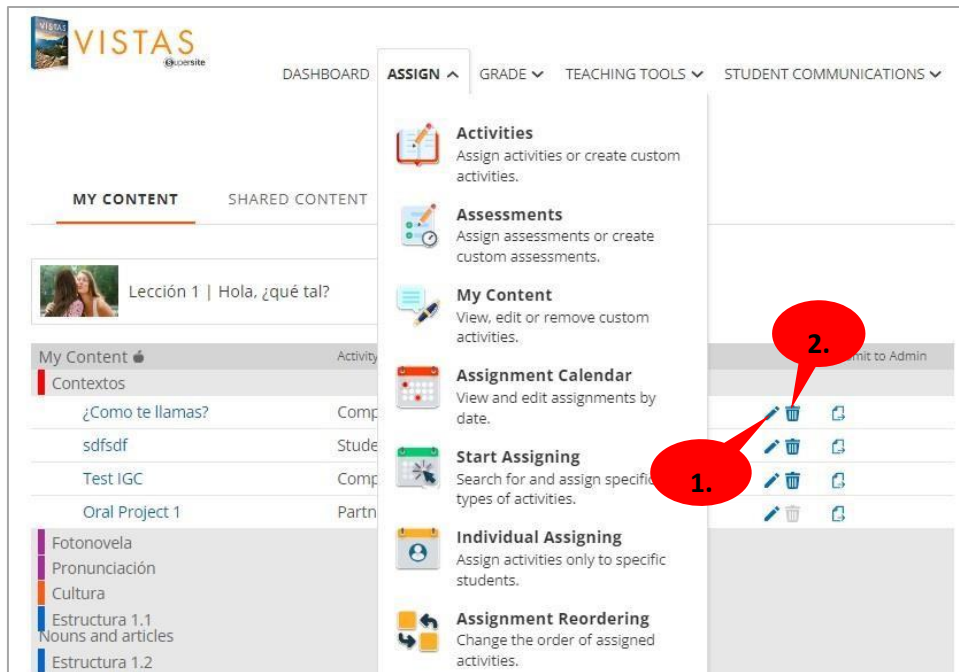 VISTAS
VISTAS
Supersite
DASHBOARD ASSIGN GRADE TEACHING TOOLS STUDENT COMMUNICATIONS
Activities
Assign activities or create custom
activities.
MY CONTENT SHARED CONTENT
Assessments
Assign assessments or create
custom assessments.
Lección 1 | Hola, ¿qué tal?
My Content
View, edit or remove custom
activities.
2.
My Content Activity to Admin
Contextos
Assignment Calendar
View and edit assignments by
date.
¿Como te llamas?
sdfsdf
Test IGC
Oral Project 1
Start Assigning
Search for and assign specific
types of activities.
1.
Fotonovela
Pronunciación
Cultura
Estructura 1.1
Nouns and articles
Estructura 1.2
Individual Assigning
Assign activities only to specific
students.
Assignment Reordering
Change the order of assigned
activities.